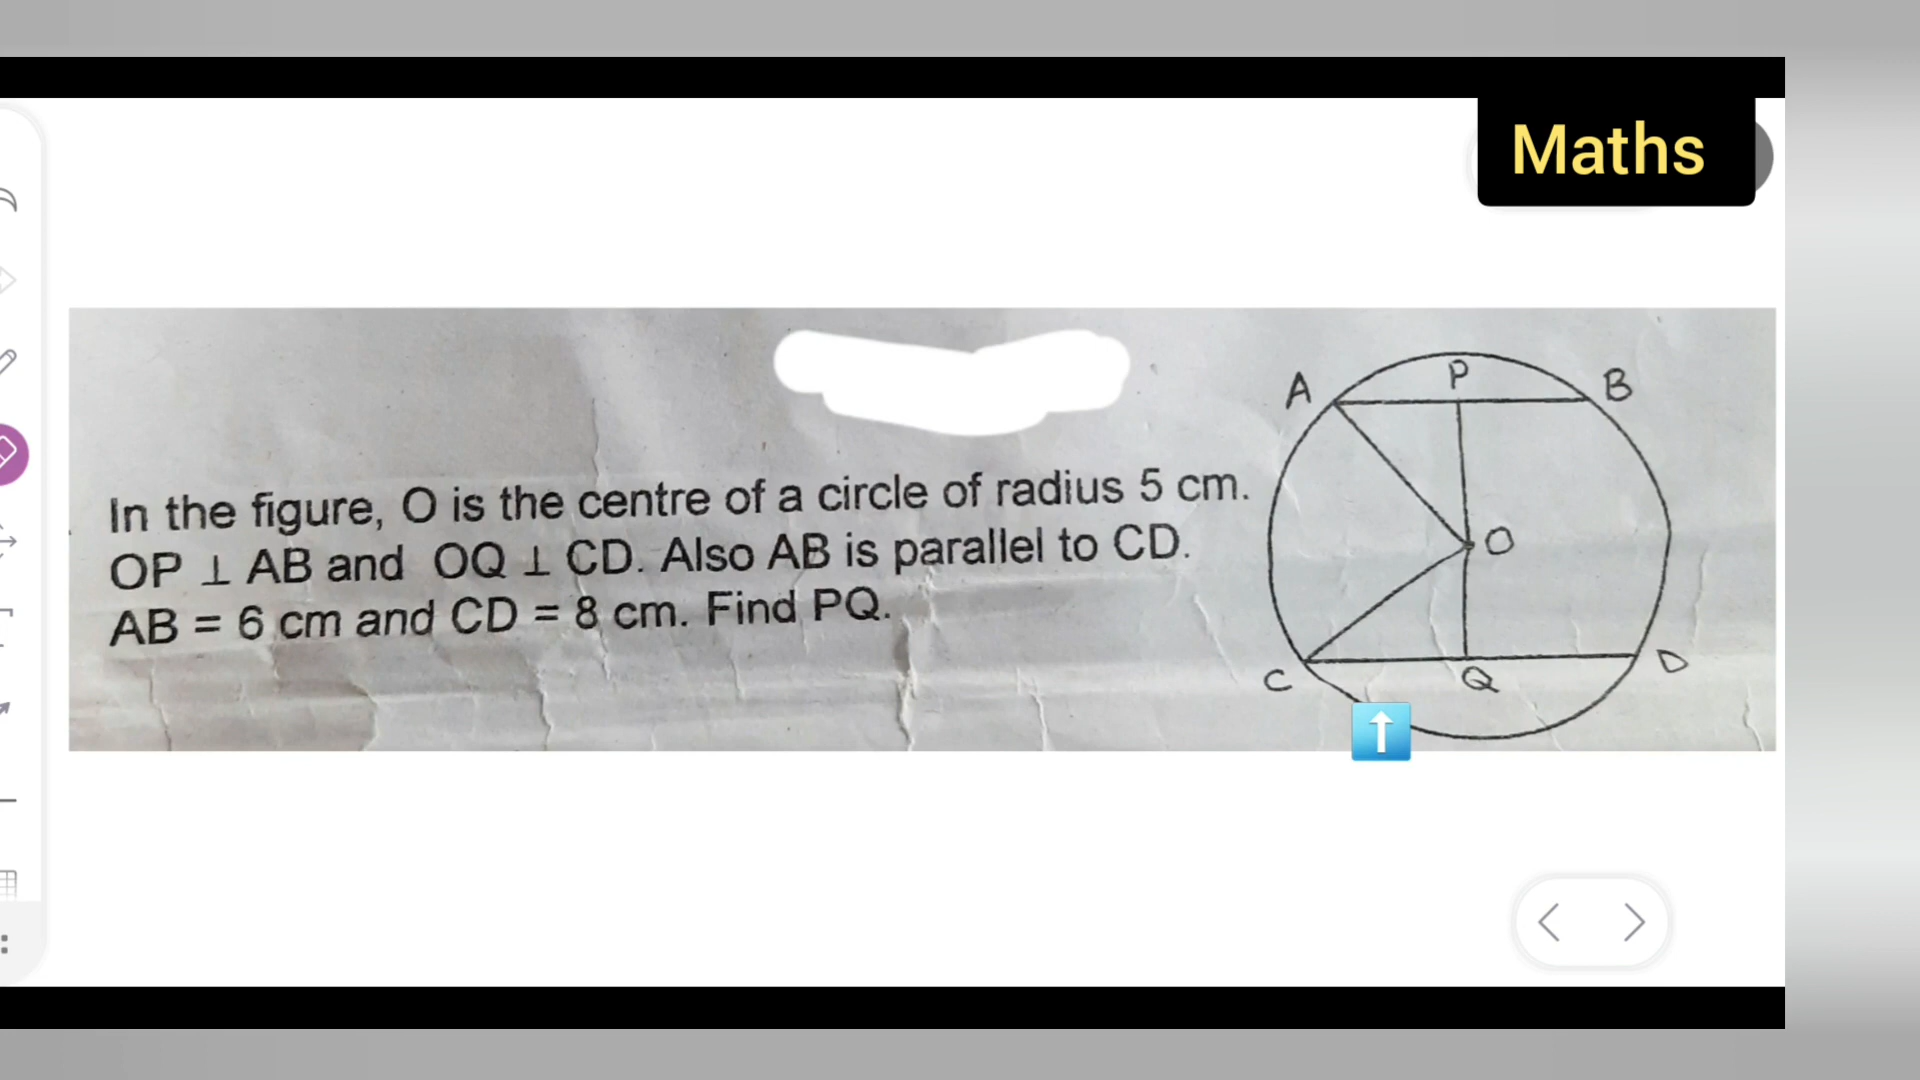 Maths
In the figure, O is the centre of a circle of radius 5 cm.
OP ⊥ AB and OQ ⊥ CD. Also AB is parallel to CD.
AB = 6 cm and CD = 8 cm. Find PQ.
A P B
O
C Q D